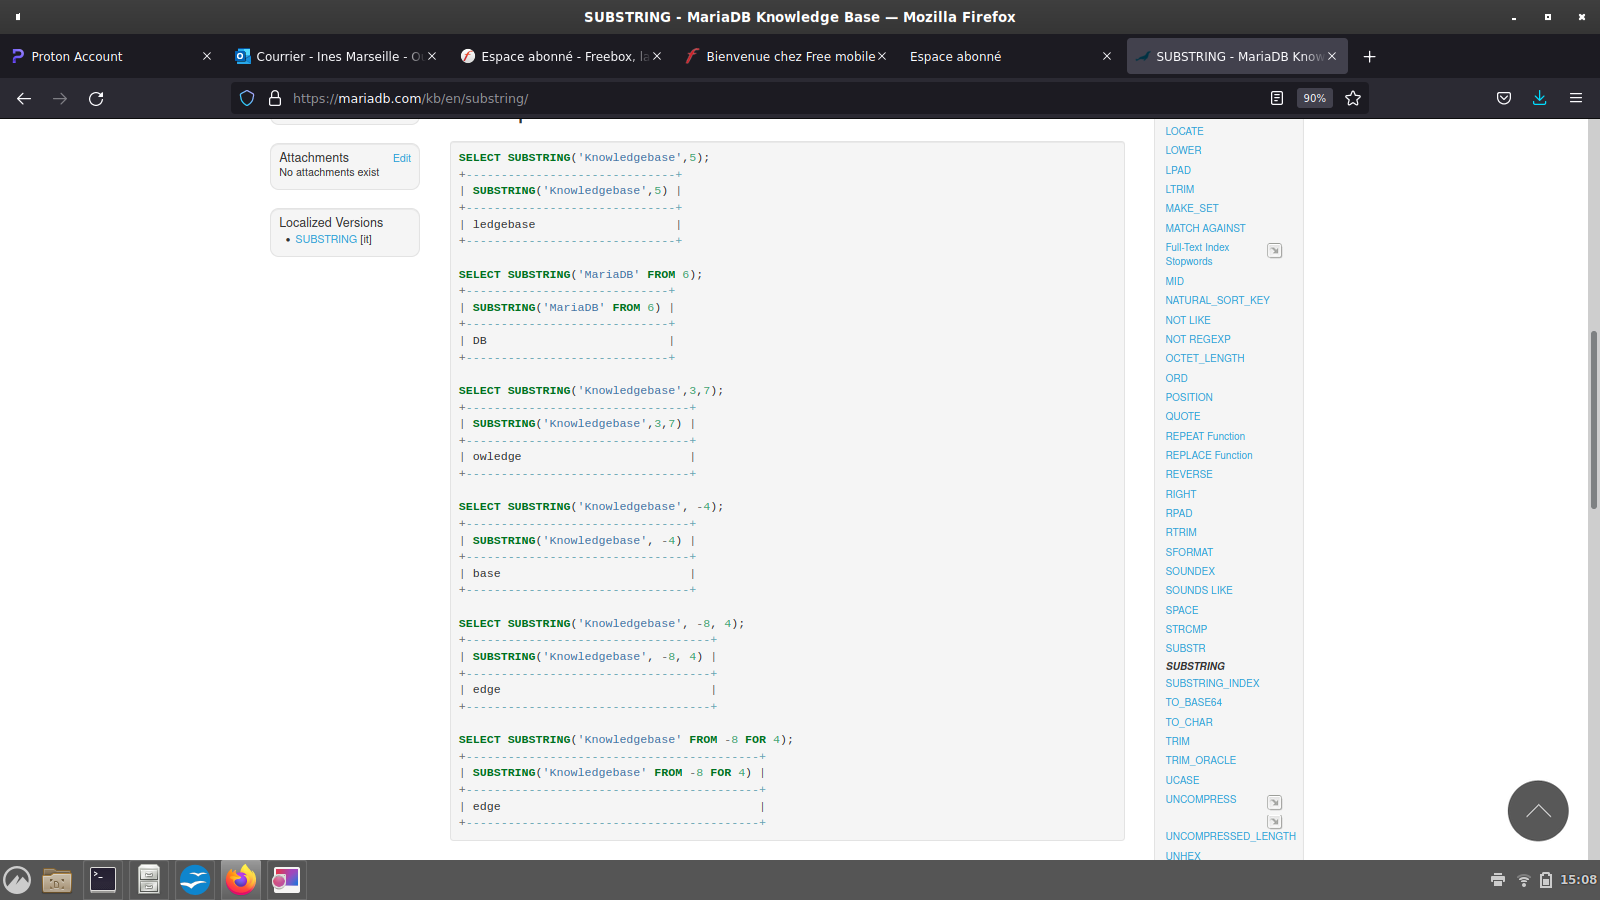 SUBSTRING - MariaDB Knowledge Base — Mozilla Firefox
Proton Account
Courrier - Ines Marseille - O
Espace abonné - Freebox, la
Bienvenue chez Free mobile
Espace abonné
SUBSTRING - MariaDB Know
https://mariadb.com/kb/en/substring/
90%
Attachments Edit
No attachments exist
Localized Versions
• SUBSTRING [it]
SELECT SUBSTRING('Knowledgebase',5);
+------------------------------+
| SUBSTRING('Knowledgebase',5) |
+------------------------------+
| ledgebase                    |
+------------------------------+
SELECT SUBSTRING('MariaDB' FROM 6);
+-----------------------------+
| SUBSTRING('MariaDB' FROM 6) |
+-----------------------------+
| DB                          |
+-----------------------------+
SELECT SUBSTRING('Knowledgebase',3,7);
+--------------------------------+
| SUBSTRING('Knowledgebase',3,7) |
+--------------------------------+
| owledge                        |
+--------------------------------+
SELECT SUBSTRING('Knowledgebase', -4);
+--------------------------------+
| SUBSTRING('Knowledgebase', -4) |
+--------------------------------+
| base                           |
+--------------------------------+
SELECT SUBSTRING('Knowledgebase', -8, 4);
+-----------------------------------+
| SUBSTRING('Knowledgebase', -8, 4) |
+-----------------------------------+
| edge                              |
+-----------------------------------+
SELECT SUBSTRING('Knowledgebase' FROM -8 FOR 4);
+------------------------------------------+
| SUBSTRING('Knowledgebase' FROM -8 FOR 4) |
+------------------------------------------+
| edge                                     |
+------------------------------------------+
LOCATE
LOWER
LPAD
LTRIM
MAKE_SET
MATCH AGAINST
Full-Text Index
Stopwords
MID
NATURAL_SORT_KEY
NOT LIKE
NOT REGEXP
OCTET_LENGTH
ORD
POSITION
QUOTE
REPEAT Function
REPLACE Function
REVERSE
RIGHT
RPAD
RTRIM
SFORMAT
SOUNDEX
SOUNDS LIKE
SPACE
STRCMP
SUBSTR
SUBSTRING
SUBSTRING_INDEX
TO_BASE64
TO_CHAR
TRIM
TRIM_ORACLE
UCASE
UNCOMPRESS
UNCOMPRESSED_LENGTH
UNHEX
15:08